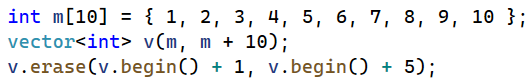 int m[10] = { 1, 2, 3, 4, 5, 6, 7, 8, 9, 10 };
vector<int> v(m, m + 10);
v.erase(v.begin() + 1, v.begin() + 5);